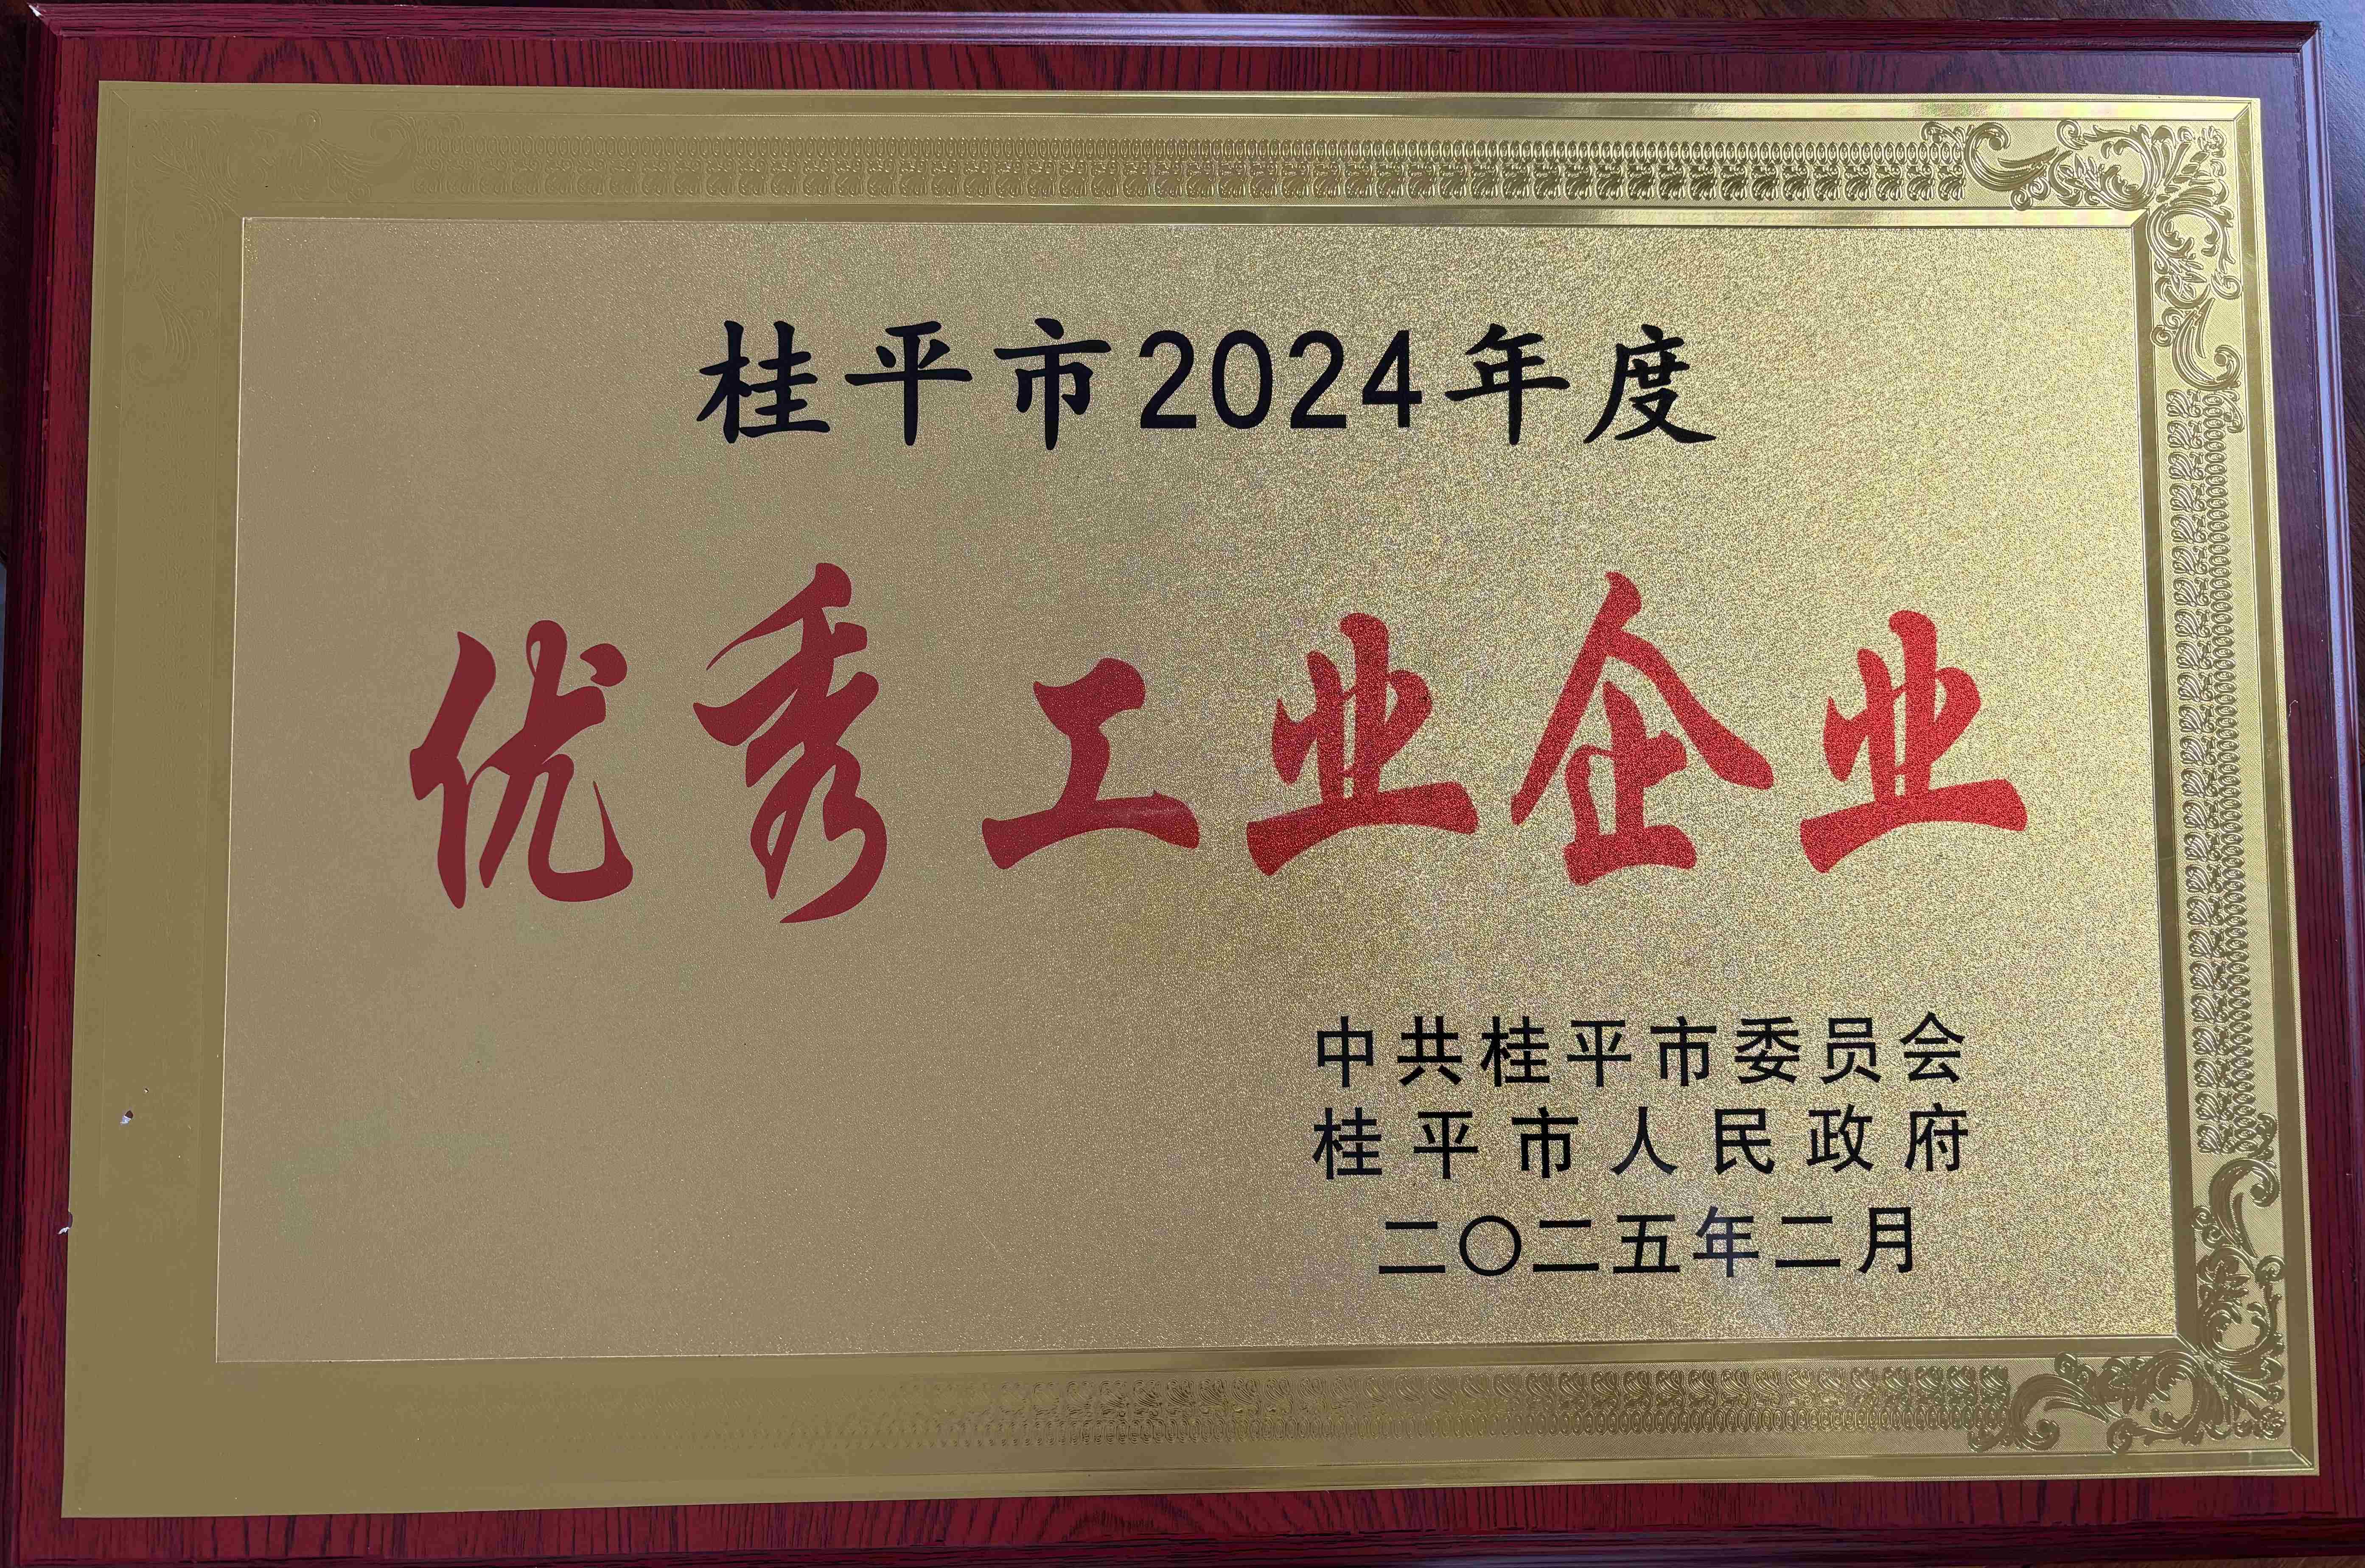 桂平市2024年度
优秀工业企业
中共桂平市委员会
桂平市人民政府
二〇二五年二月